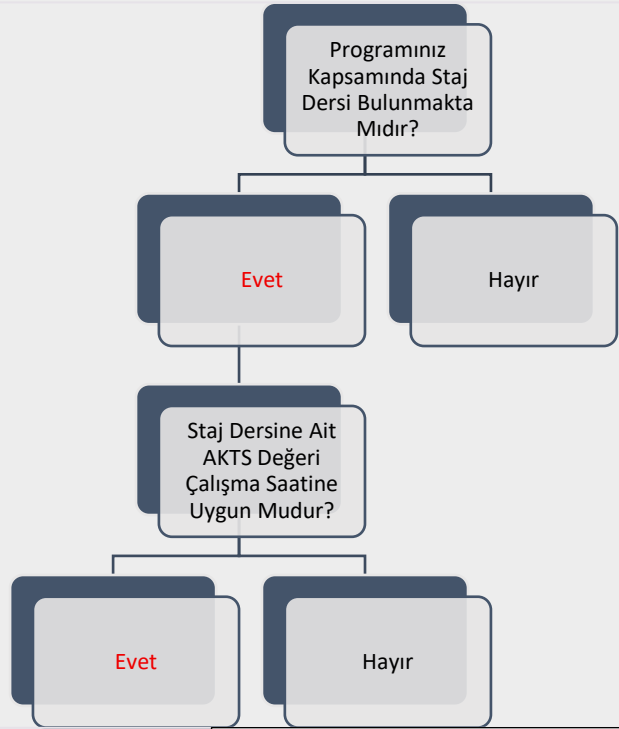 Programınız
Kapsamında Staj
Dersi Bulunmakta
Mıdır?
Evet
Hayır
Staj Dersine Ait
AKTS Değeri
Çalışma Saatine
Uygun Mudur?
Evet
Hayır